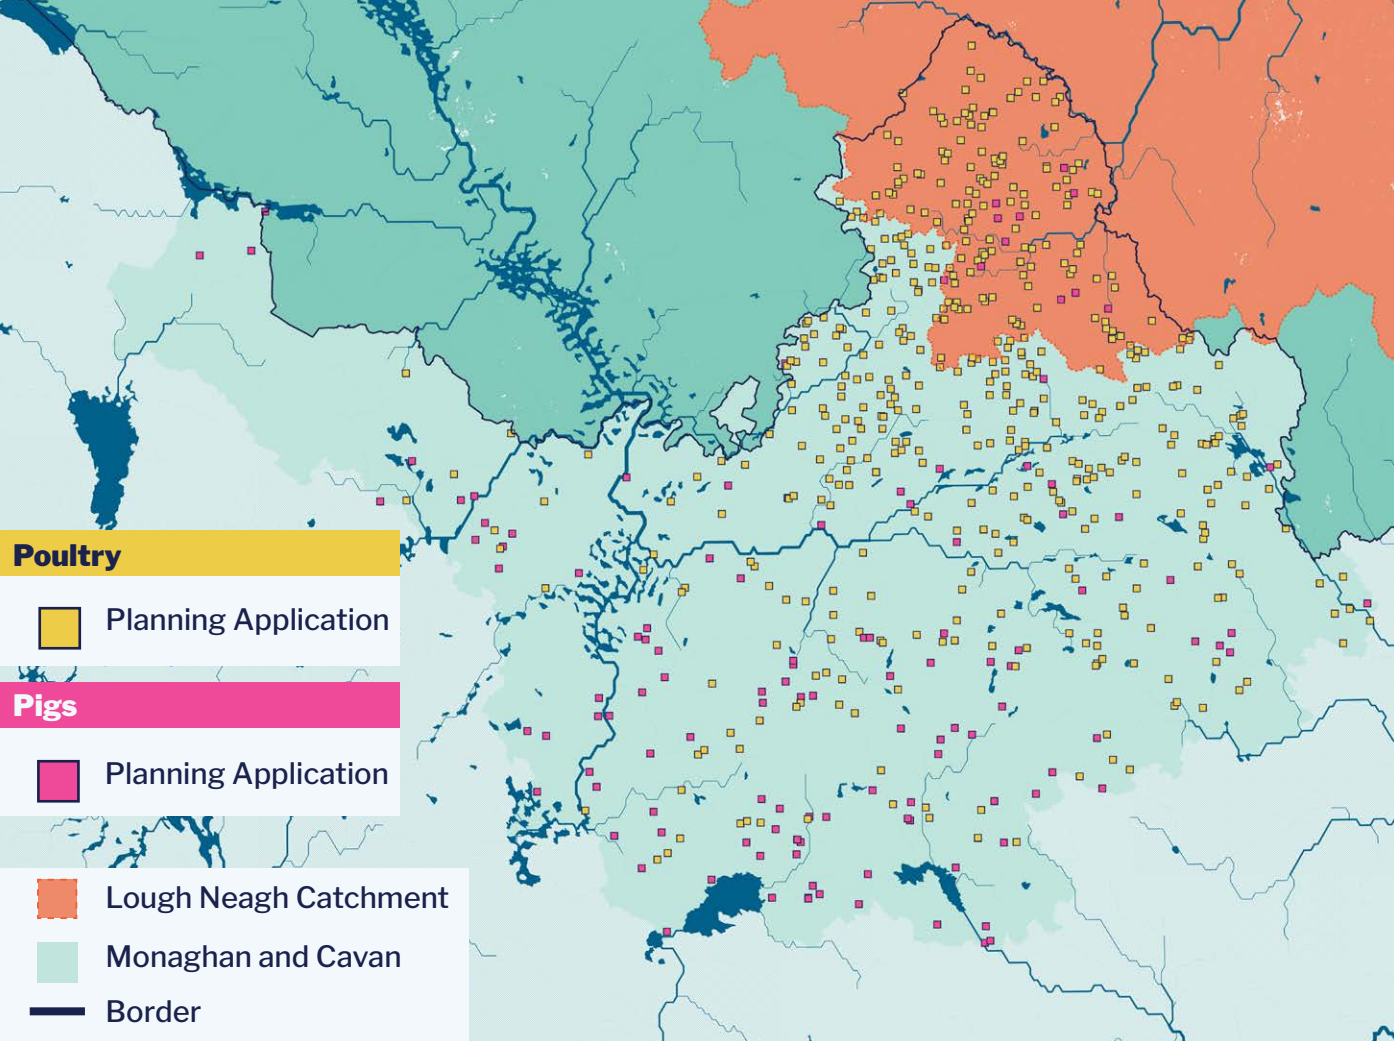 Poultry
Planning Application
Pigs
Planning Application
Lough Neagh Catchment
Monaghan and Cavan
Border